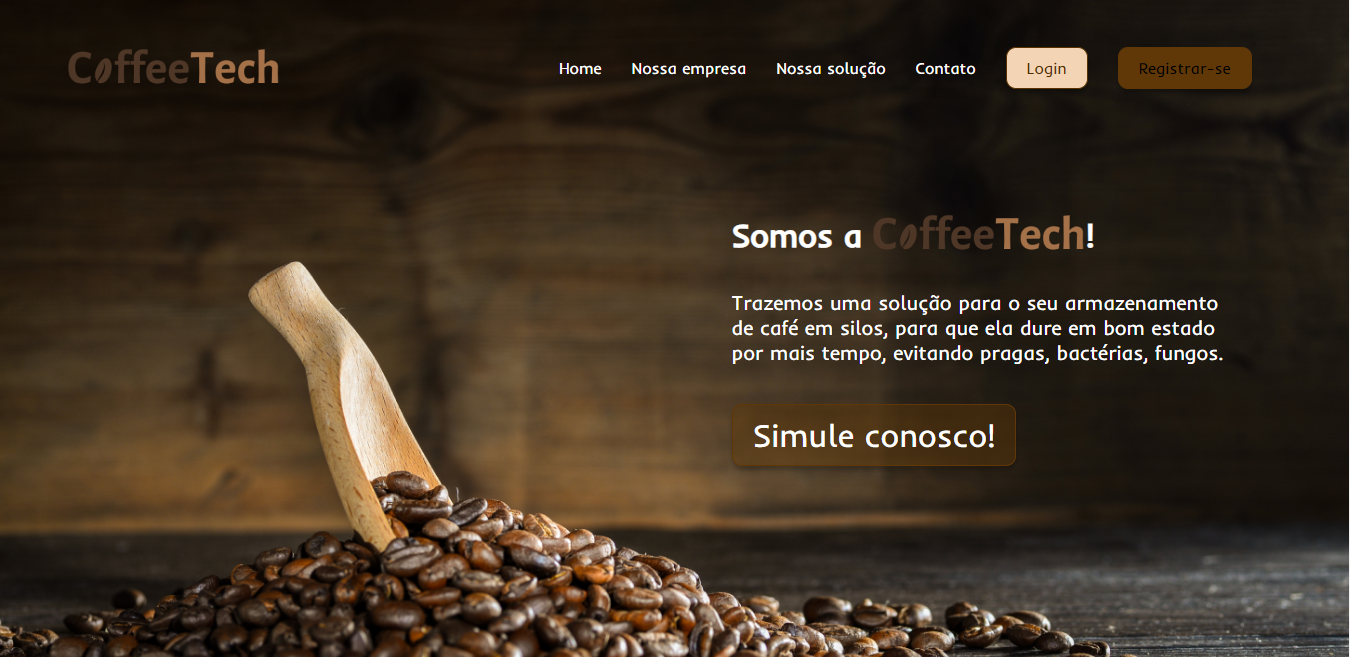 CoffeeTech
Home Nossa empresa Nossa solução Contato Login Registrar-se
Somos a CoffeeTech!
Trazemos uma solução para o seu armazenamento
de café em silos, para que ela dure em bom estado
por mais tempo, evitando pragas, bactérias, fungos.
Simule conosco!